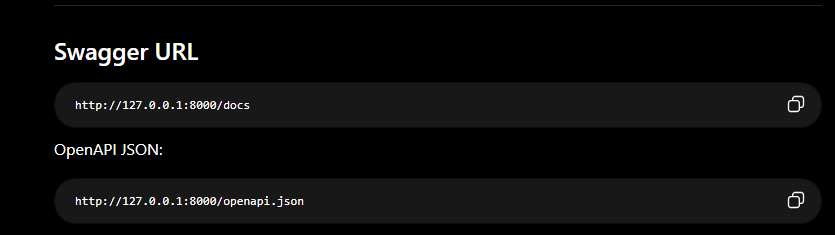 Swagger URL
http://127.0.0.1:8000/docs
OpenAPI JSON:
http://127.0.0.1:8000/openapi.json